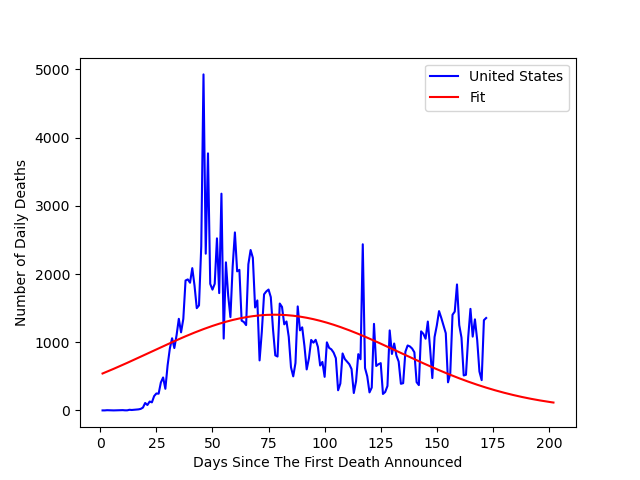 United States
Fit
5000
4000
3000
2000
1000
0
Number of Daily Deaths
0 25 50 75 100 125 150 175 200
Days Since The First Death Announced